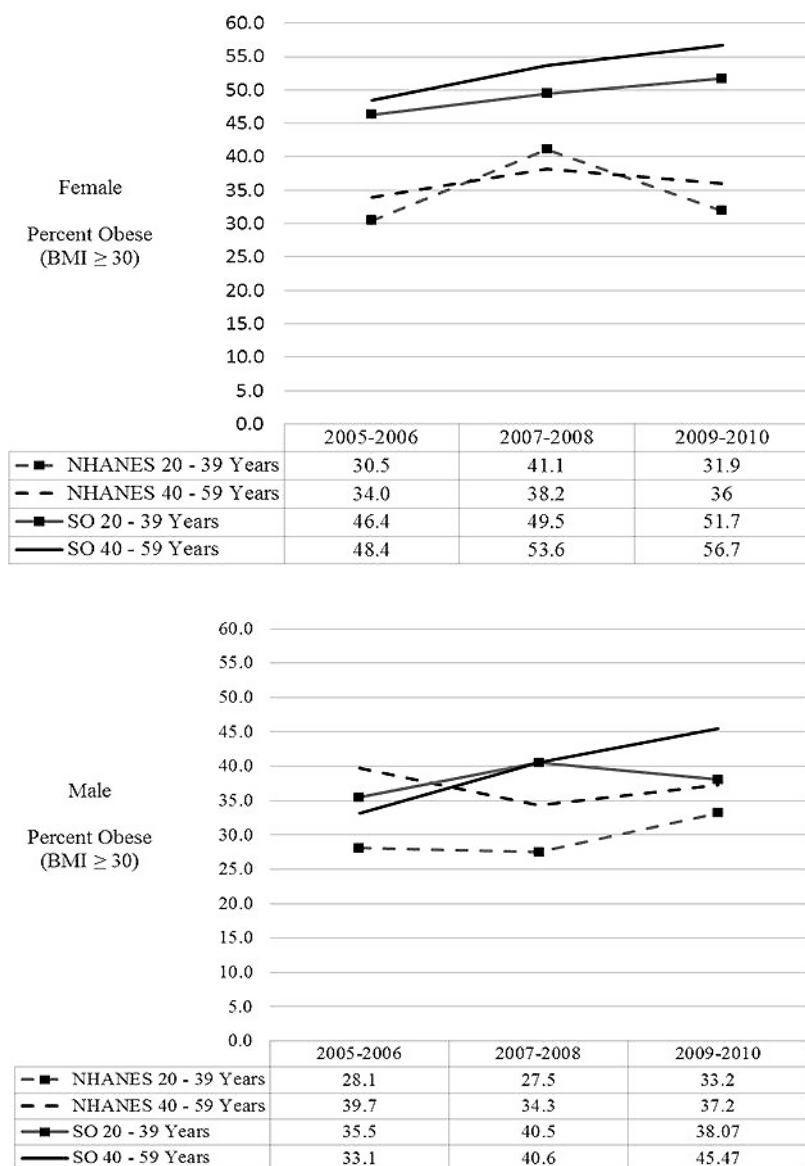 60.0
55.0
50.0
45.0
40.0
35.0
30.0
25.0
20.0
15.0
10.0
5.0
0.0
Female
Percent Obese
(BMI ≥ 30)
2005-2006 2007-2008 2009-2010
NHANES 20 - 39 Years 30.5 41.1 31.9
NHANES 40 - 59 Years 34.0 38.2 36
SO 20 - 39 Years 46.4 49.5 51.7
SO 40 - 59 Years 48.4 53.6 56.7
60.0
55.0
50.0
45.0
40.0
35.0
30.0
25.0
20.0
15.0
10.0
5.0
0.0
Male
Percent Obese
(BMI ≥ 30)
2005-2006 2007-2008 2009-2010
NHANES 20 - 39 Years 28.1 27.5 33.2
NHANES 40 - 59 Years 39.7 34.3 37.2
SO 20 - 39 Years 35.5 40.5 38.07
SO 40 - 59 Years 33.1 40.6 45.47